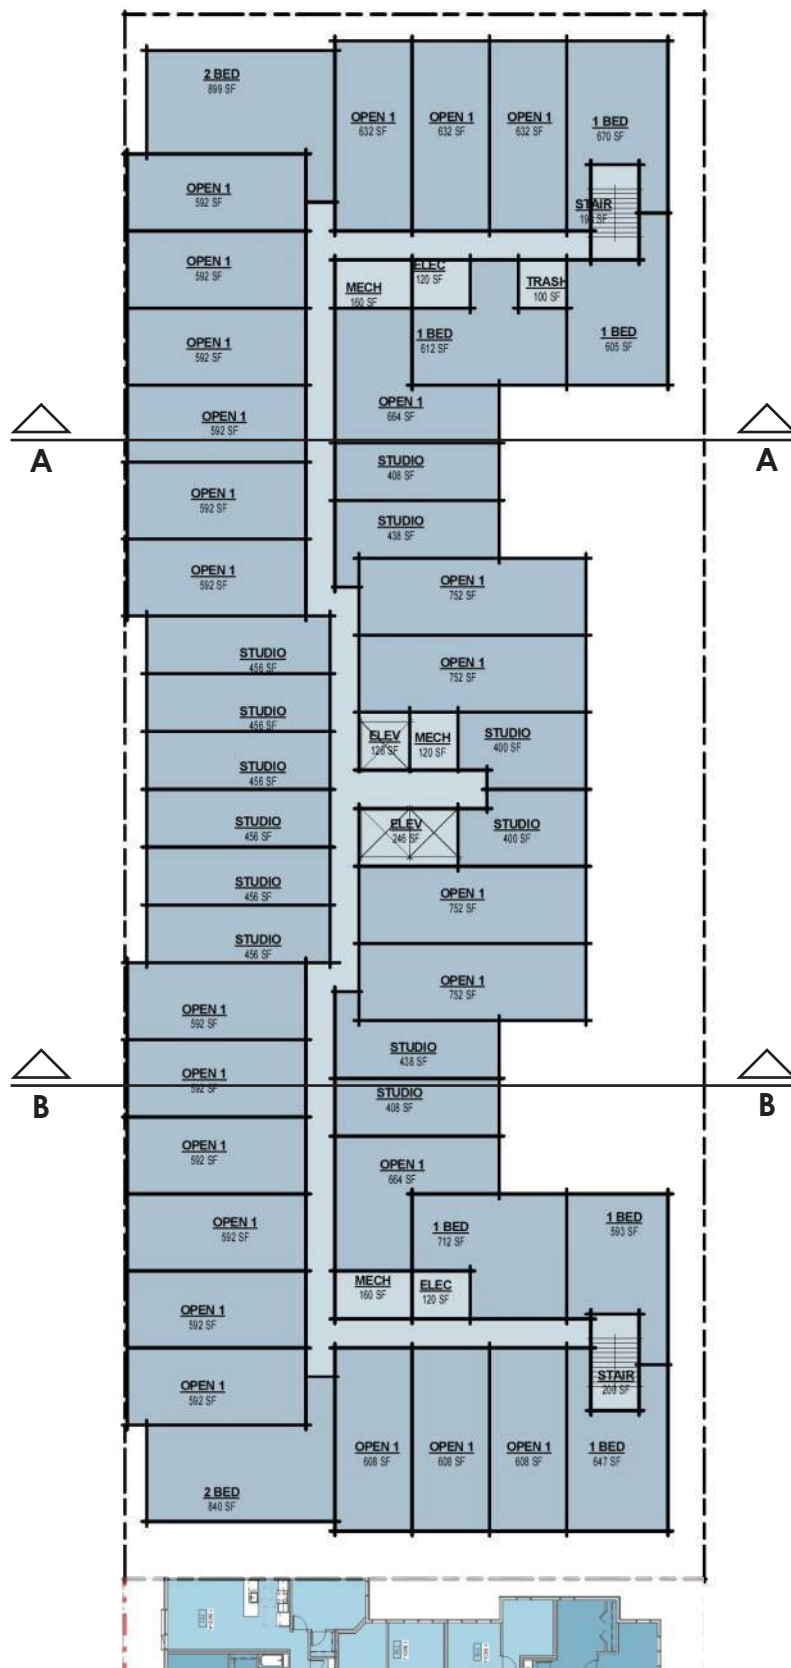 2 BED
899 SF
OPEN 1
632 SF
OPEN 1
632 SF
OPEN 1
632 SF
1 BED
670 SF
OPEN 1
592 SF
STAIR
OPEN 1
592 SF
MECH
160 SF
ELEC
120 SF
TRASH
100 SF
OPEN 1
592 SF
1 BED
612 SF
1 BED
605 SF
OPEN 1
592 SF
OPEN 1
664 SF
A
A
STUDIO
408 SF
OPEN 1
592 SF
STUDIO
438 SF
OPEN 1
592 SF
OPEN 1
752 SF
STUDIO
456 SF
OPEN 1
752 SF
STUDIO
456 SF
ELEV
126 SF
MECH
120 SF
STUDIO
400 SF
STUDIO
456 SF
STUDIO
456 SF
ELEV
246 SF
STUDIO
400 SF
STUDIO
456 SF
OPEN 1
752 SF
STUDIO
456 SF
OPEN 1
752 SF
OPEN 1
592 SF
STUDIO
438 SF
OPEN 1
592 SF
B
B
STUDIO
408 SF
OPEN 1
592 SF
OPEN 1
664 SF
OPEN 1
592 SF
1 BED
712 SF
1 BED
593 SF
MECH
160 SF
ELEC
120 SF
OPEN 1
592 SF
OPEN 1
592 SF
STAIR
200 SF
OPEN 1
608 SF
OPEN 1
608 SF
OPEN 1
608 SF
1 BED
647 SF
2 BED
840 SF